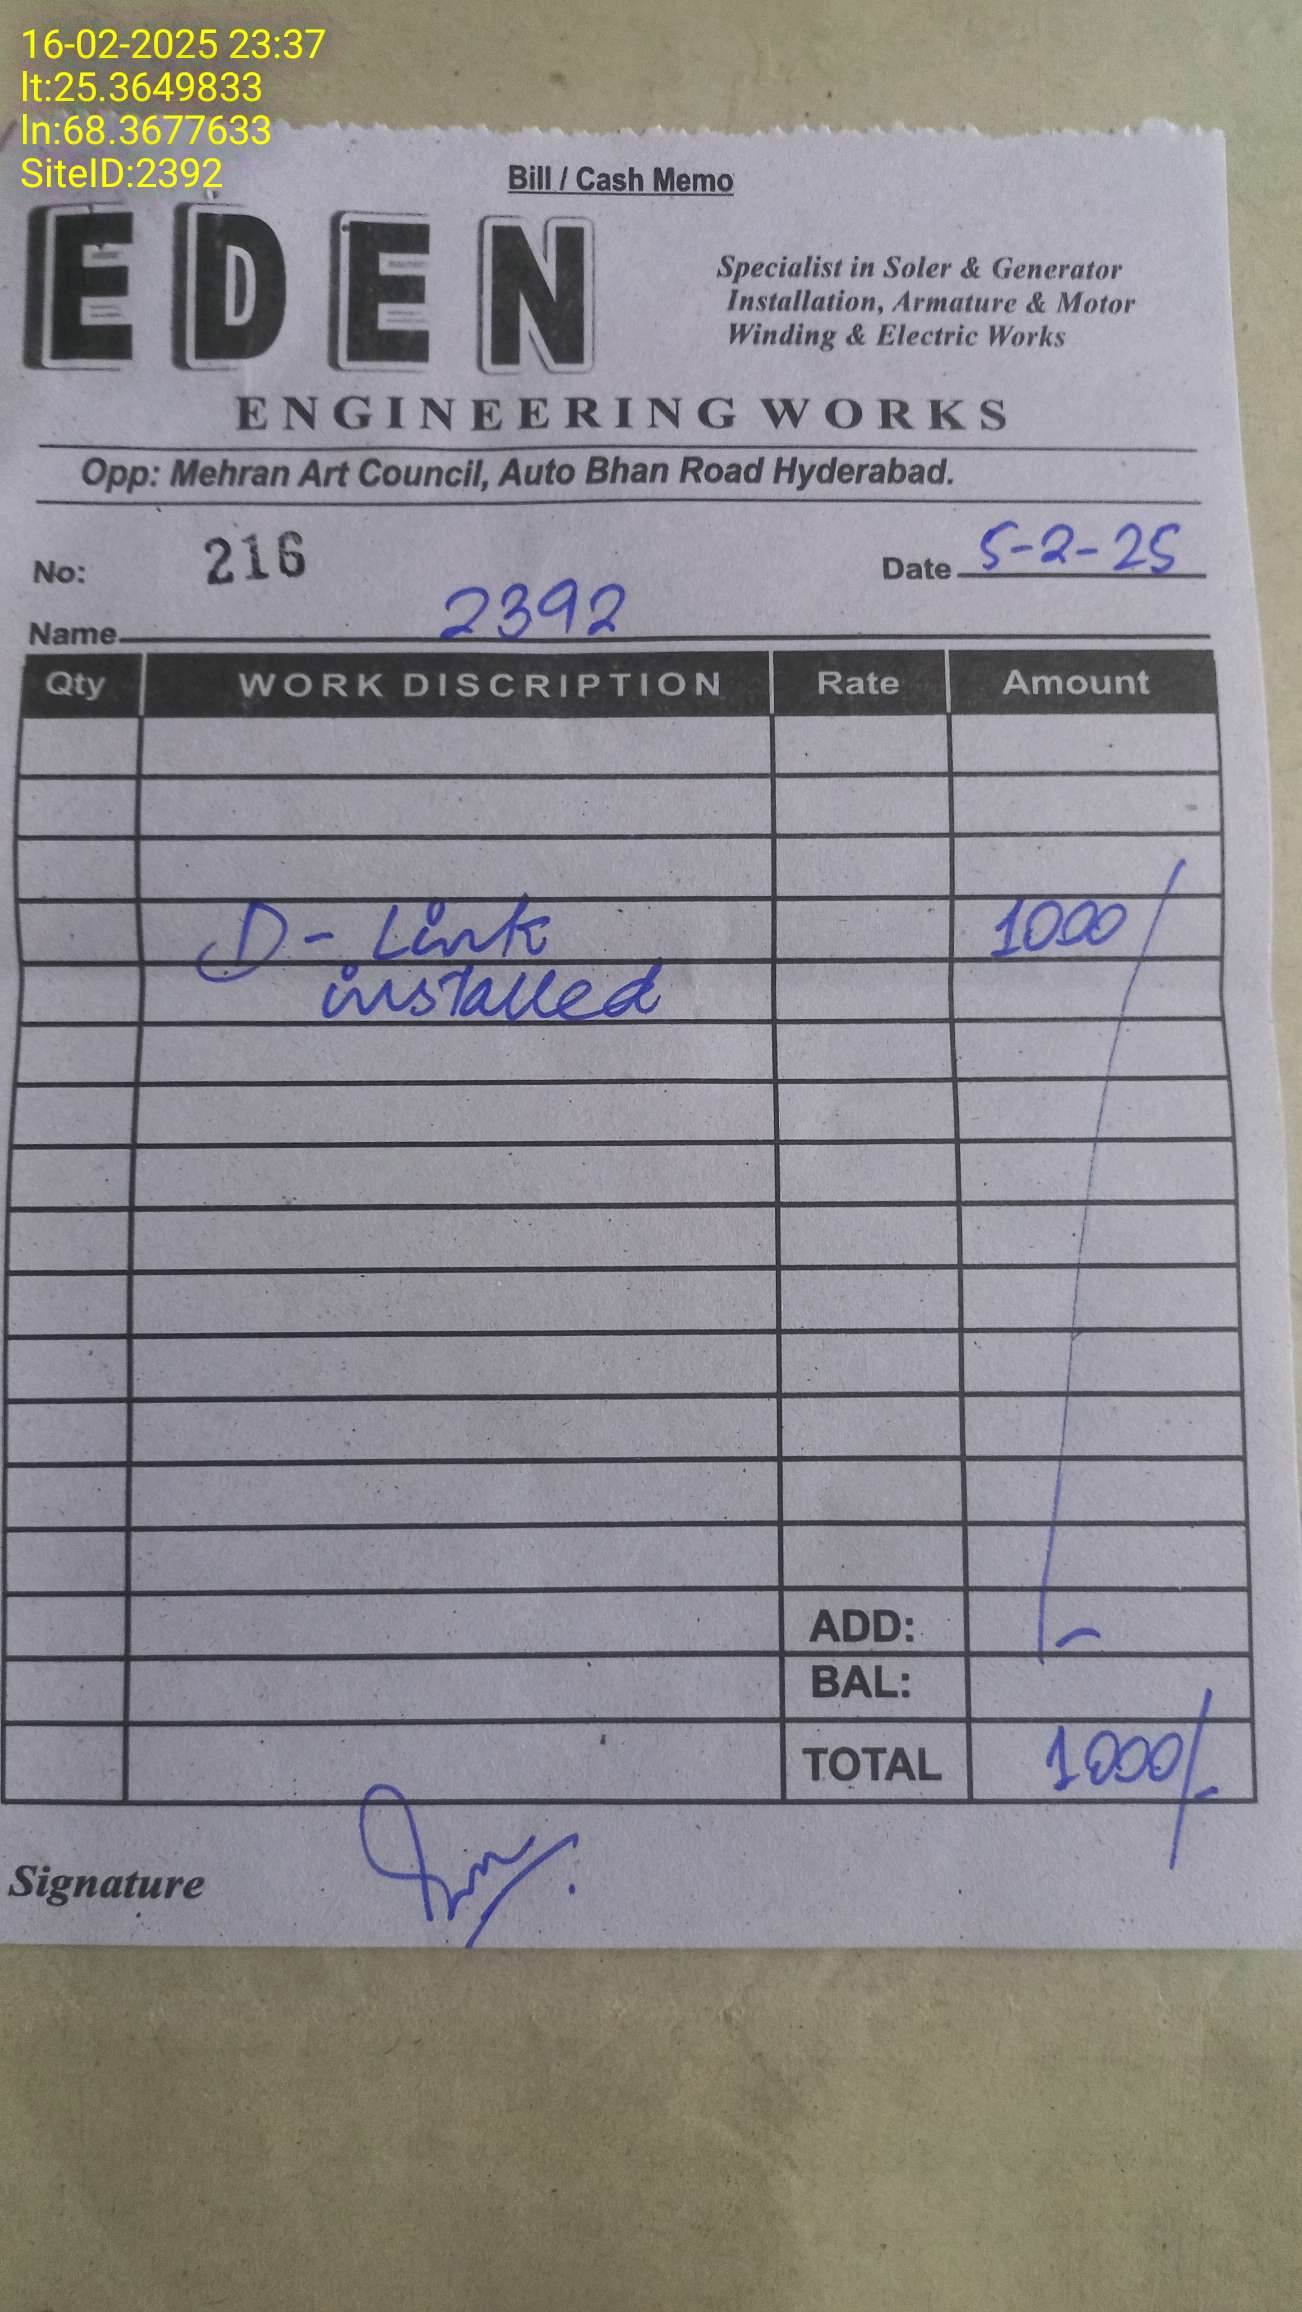 16-02-2025 23:37
lt:25.3649833
ln:68.3677633
SiteID:2392
Bill / Cash Memo
EDEN
Specialist in Soler & Generator
Installation, Armature & Motor
Winding & Electric Works
ENGINEERING WORKS
Opp: Mehran Art Council, Auto Bhan Road Hyderabad.
No: 216 Date 5-2-25
Name 2392
Qty WORK DISCRIPTION Rate Amount
D - Link 1000/-
installed
ADD:
BAL:
TOTAL 1000/-
Signature